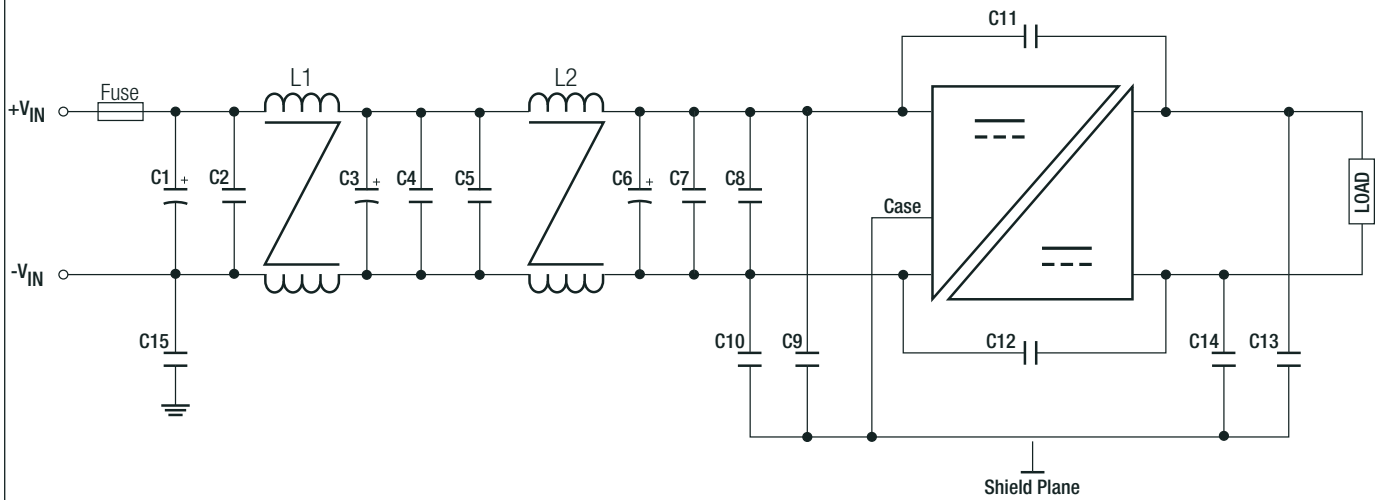 C11
L1
L2
Fuse
+VIN
C1 +
C2
C3 +
C4
C5
C6 +
C7
C8
Case
LOAD
-VIN
C15
C10
C9
C12
C14
C13
Shield Plane